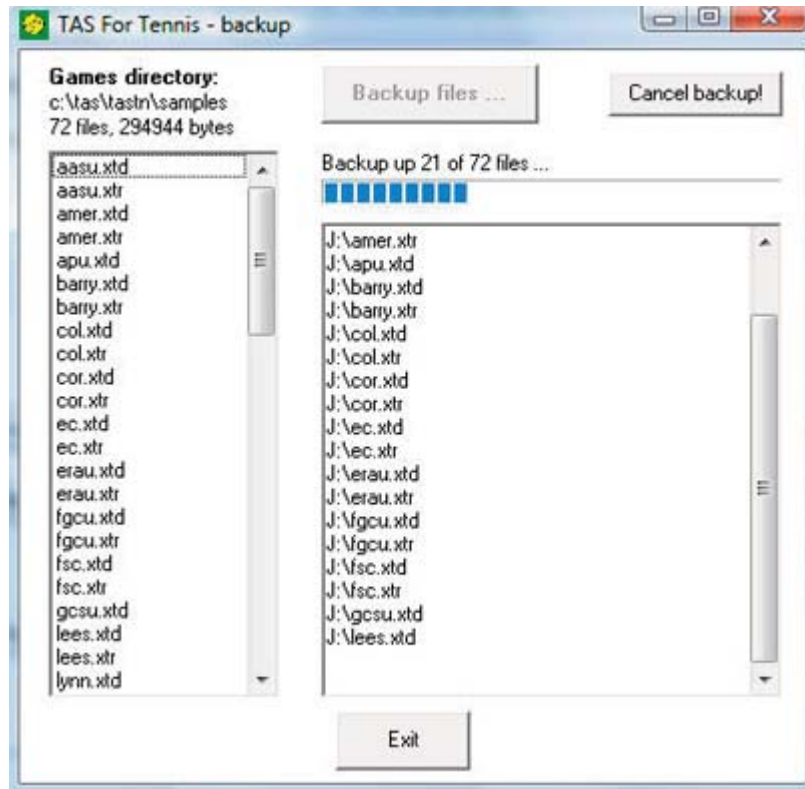 TAS For Tennis - backup
Games directory:
c:\tas\tastn\samples
72 files, 294944 bytes
Backup files ...
Cancel backup!
Backup up 21 of 72 files ...
aasu.xtd
aasu.xtr
amer.xtd
amer.xtr
apu.xtd
barry.xtd
barry.xtr
col.xtd
col.xtr
cor.xtd
cor.xtr
ec.xtd
ec.xtr
erau.xtd
erau.xtr
fgcu.xtd
fgcu.xtr
fsc.xtd
fsc.xtr
gcsu.xtd
lees.xtd
lees.xtr
lynn.xtd
J:\amer.xtr
J:\apu.xtd
J:\barry.xtd
J:\barry.xtr
J:\col.xtd
J:\col.xtr
J:\cor.xtd
J:\cor.xtr
J:\ec.xtd
J:\ec.xtr
J:\erau.xtd
J:\erau.xtr
J:\fgcu.xtd
J:\fgcu.xtr
J:\fsc.xtd
J:\fsc.xtr
J:\gcsu.xtd
J:\lees.xtd
Exit